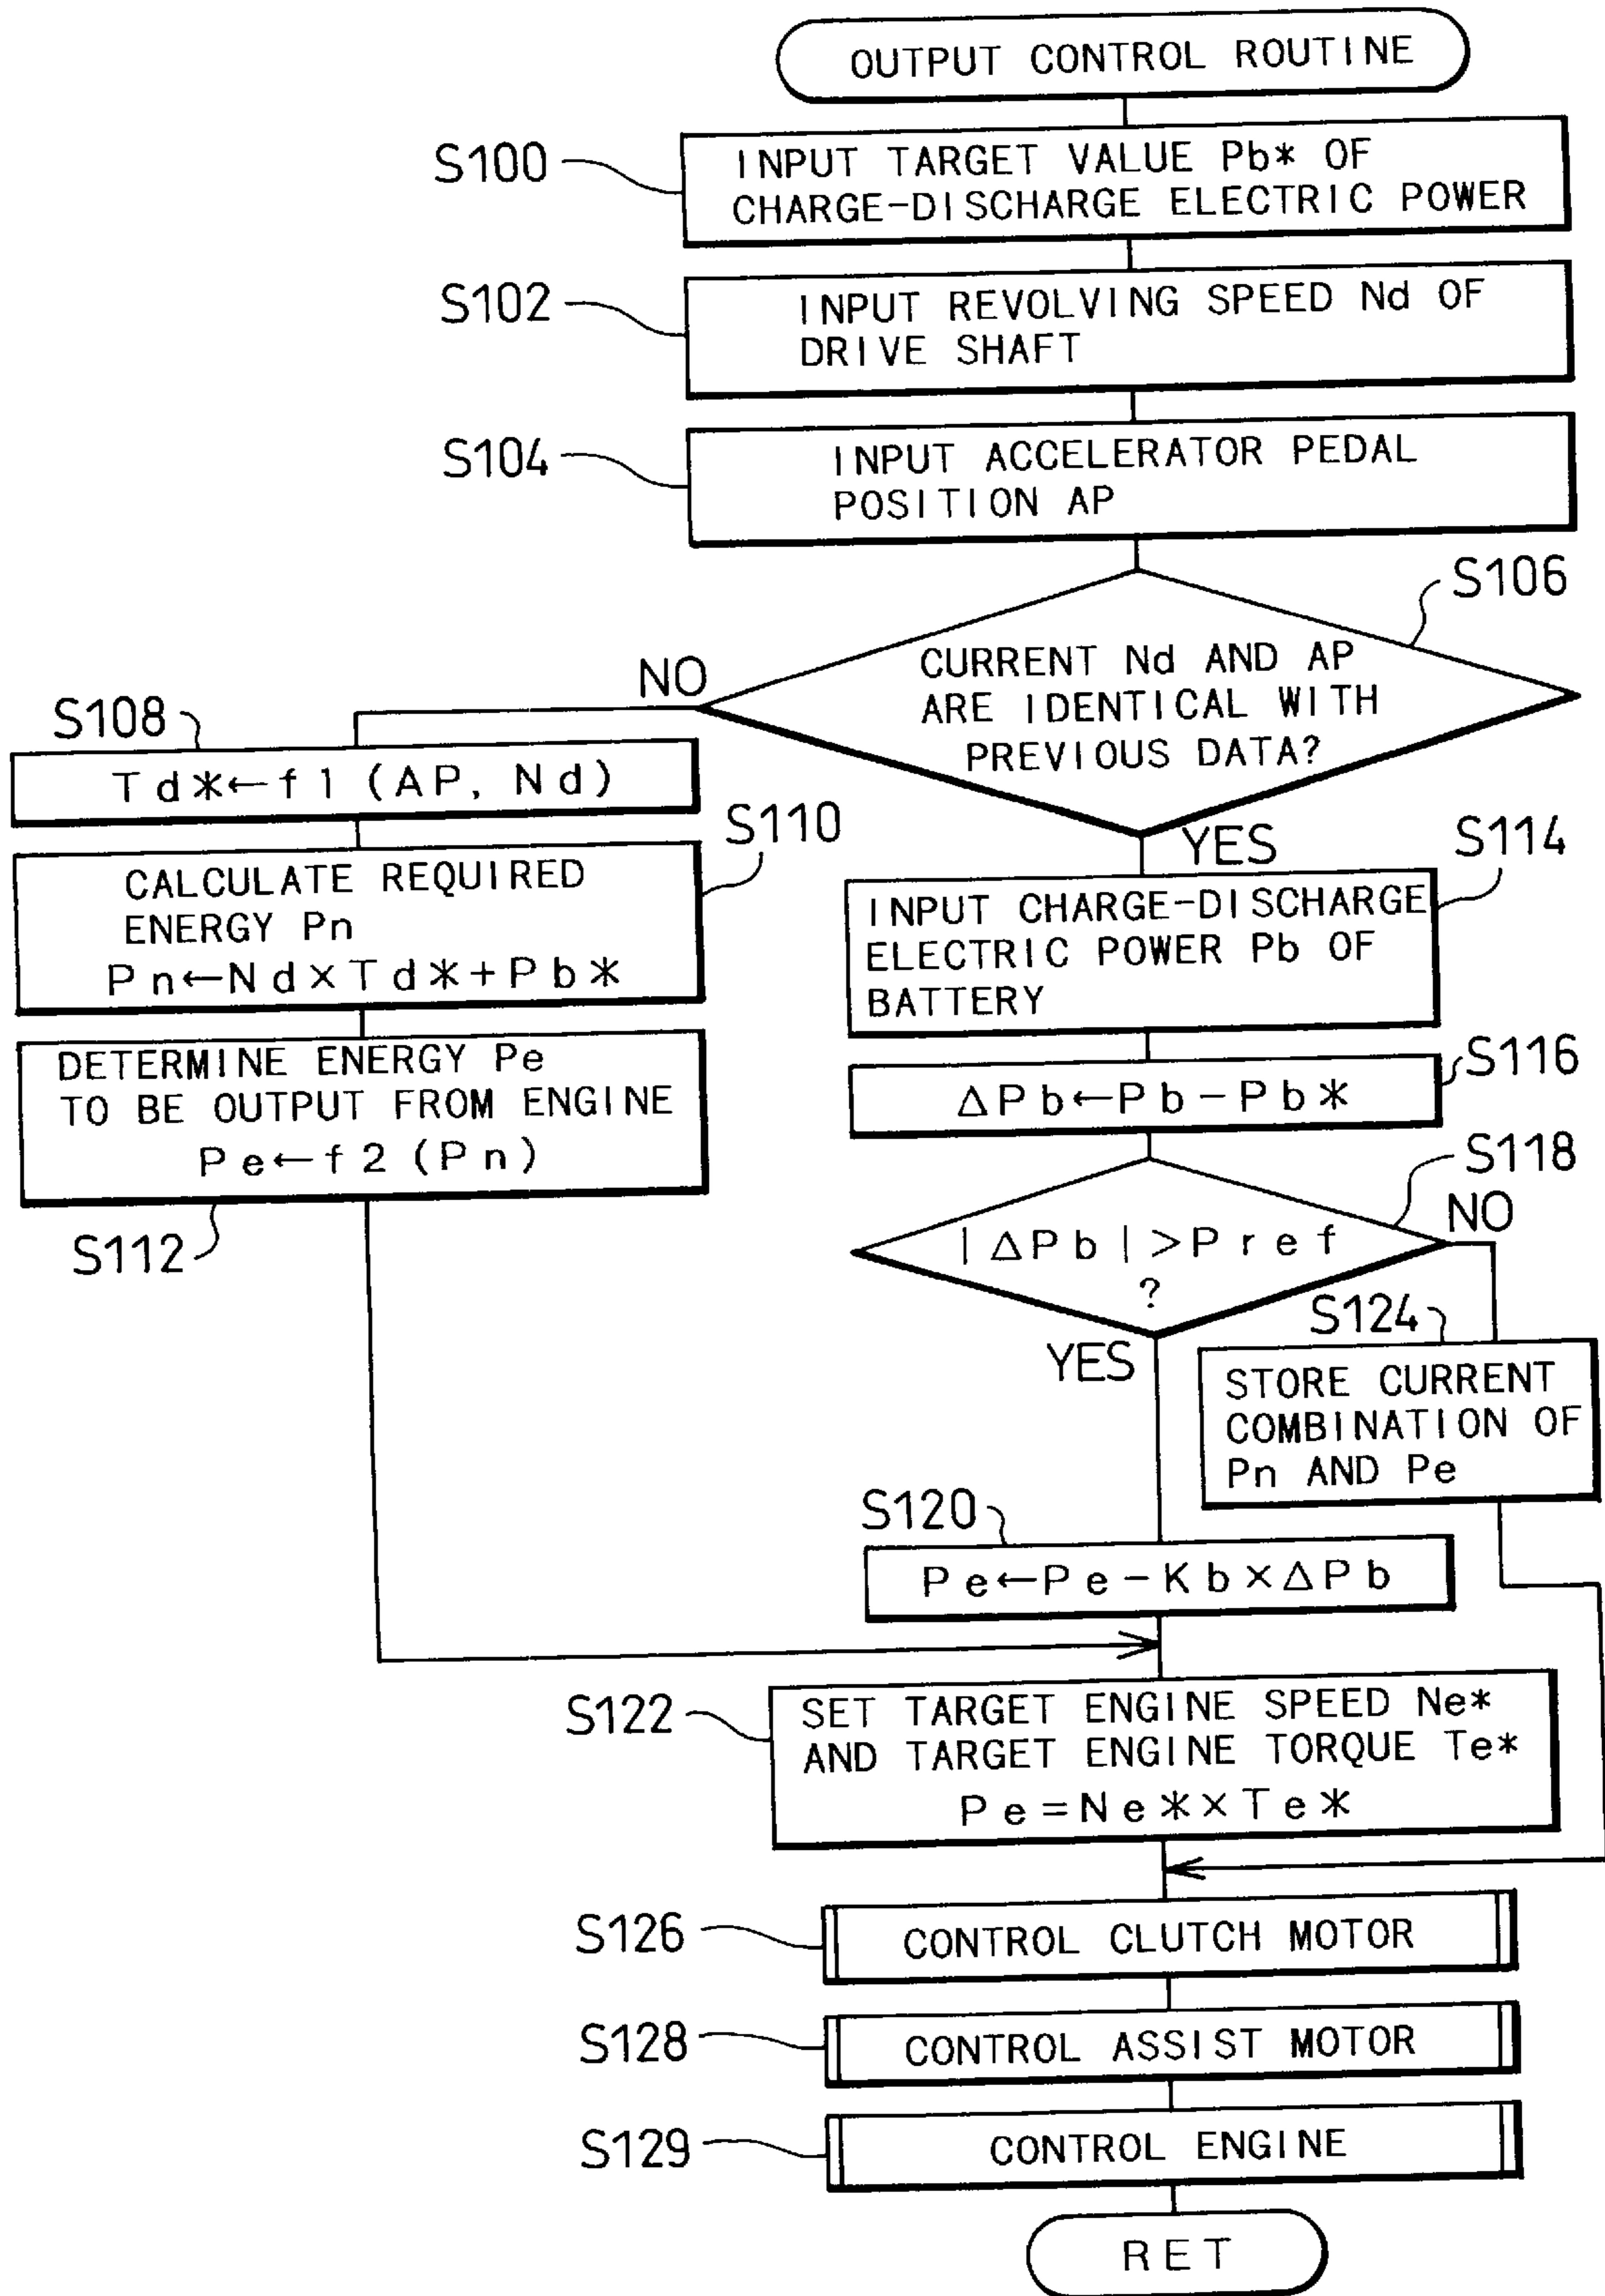 OUTPUT CONTROL ROUTINE
S100
INPUT TARGET VALUE Pb* OF
CHARGE-DISCHARGE ELECTRIC POWER
S102
INPUT REVOLVING SPEED Nd OF
DRIVE SHAFT
S104
INPUT ACCELERATOR PEDAL
POSITION AP
S106
CURRENT Nd AND AP
ARE IDENTICAL WITH
PREVIOUS DATA?
NO
S108
Td*←f1(AP, Nd)
S110
CALCULATE REQUIRED
ENERGY Pn
Pn←Nd×Td*+Pb*
DETERMINE ENERGY Pe
TO BE OUTPUT FROM ENGINE
Pe←f2(Pn)
S112
YES
S114
INPUT CHARGE-DISCHARGE
ELECTRIC POWER Pb OF
BATTERY
S116
ΔPb←Pb-Pb*
S118
|ΔPb|>Pref
?
NO
YES
S124
STORE CURRENT
COMBINATION OF
Pn AND Pe
S120
Pe←Pe-Kb×ΔPb
S122
SET TARGET ENGINE SPEED Ne*
AND TARGET ENGINE TORQUE Te*
Pe=Ne*×Te*
S126
CONTROL CLUTCH MOTOR
S128
CONTROL ASSIST MOTOR
S129
CONTROL ENGINE
RET